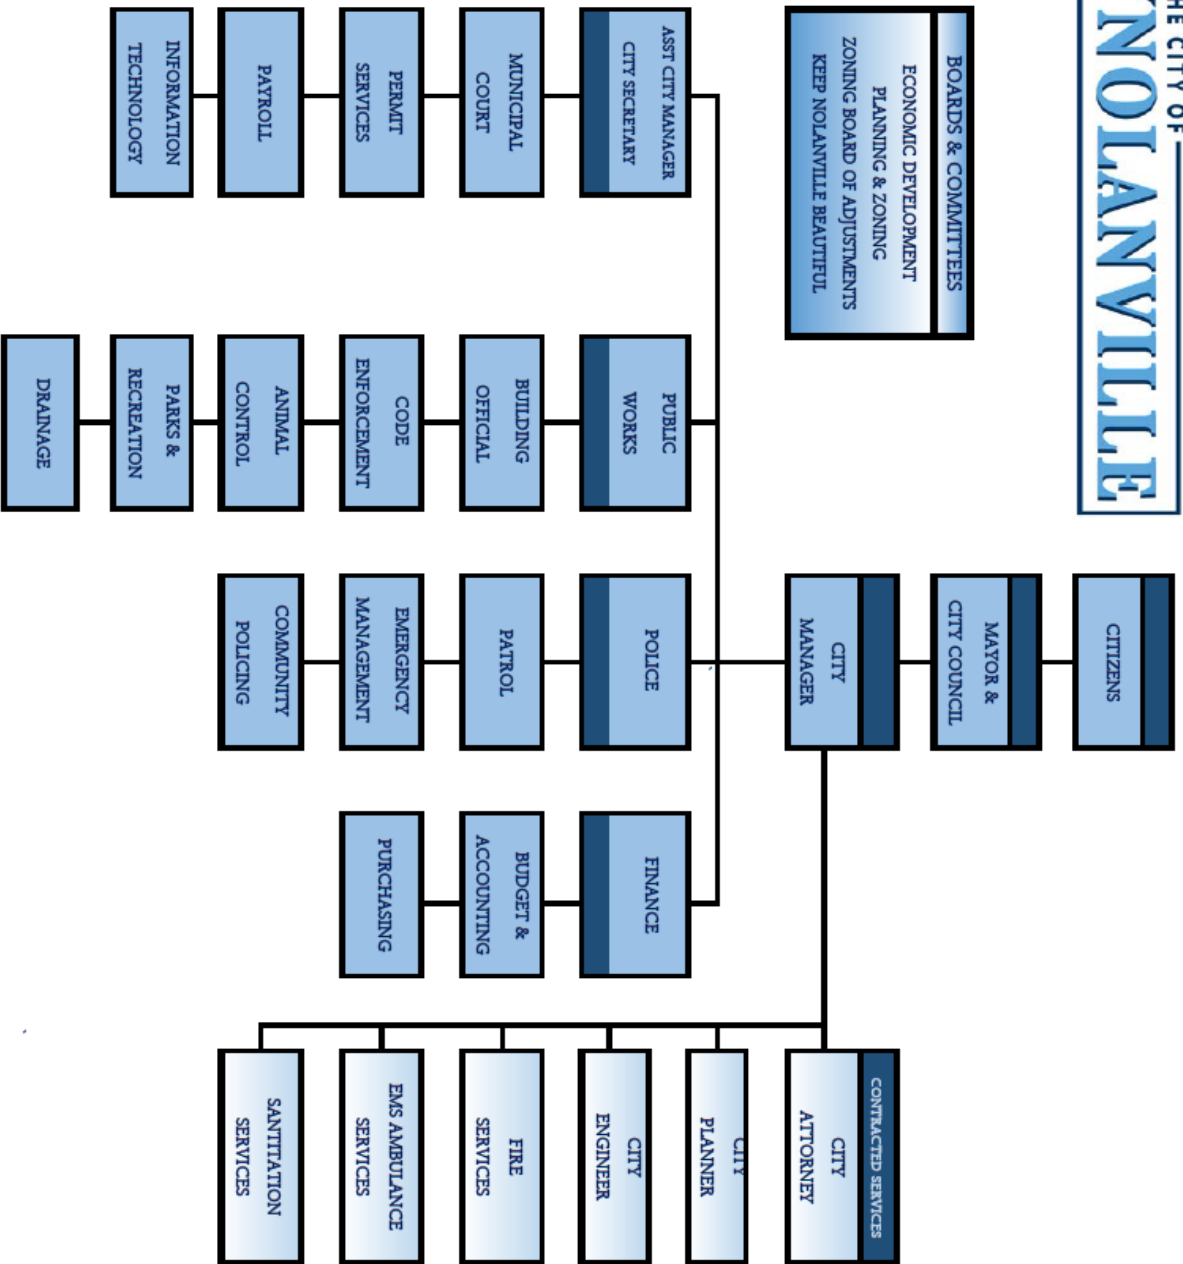 THE CITY OF
NOLANVILLE
CITIZENS
MAYOR &
CITY COUNCIL
CITY
MANAGER
BOARDS & COMMITTEES
ECONOMIC DEVELOPMENT
PLANNING & ZONING
ZONING BOARD OF ADJUSTMENTS
KEEP NOLANVILLE BEAUTIFUL
CONTRACTED SERVICES
CITY
ATTORNEY
CITY
PLANNER
CITY
ENGINEER
FIRE
SERVICES
EMS AMBULANCE
SERVICES
SANTITATION
SERVICES
ASST CITY MANAGER
CITY SECRETARY
MUNICIPAL
COURT
PERMIT
SERVICES
PAYROLL
INFORMATION
TECHNOLOGY
PUBLIC
WORKS
BUILDING
OFFICIAL
CODE
ENFORCEMENT
ANIMAL
CONTROL
PARKS &
RECREATION
DRAINAGE
POLICE
PATROL
EMERGENCY
MANAGEMENT
COMMUNITY
POLICING
FINANCE
BUDGET &
ACCOUNTING
PURCHASING